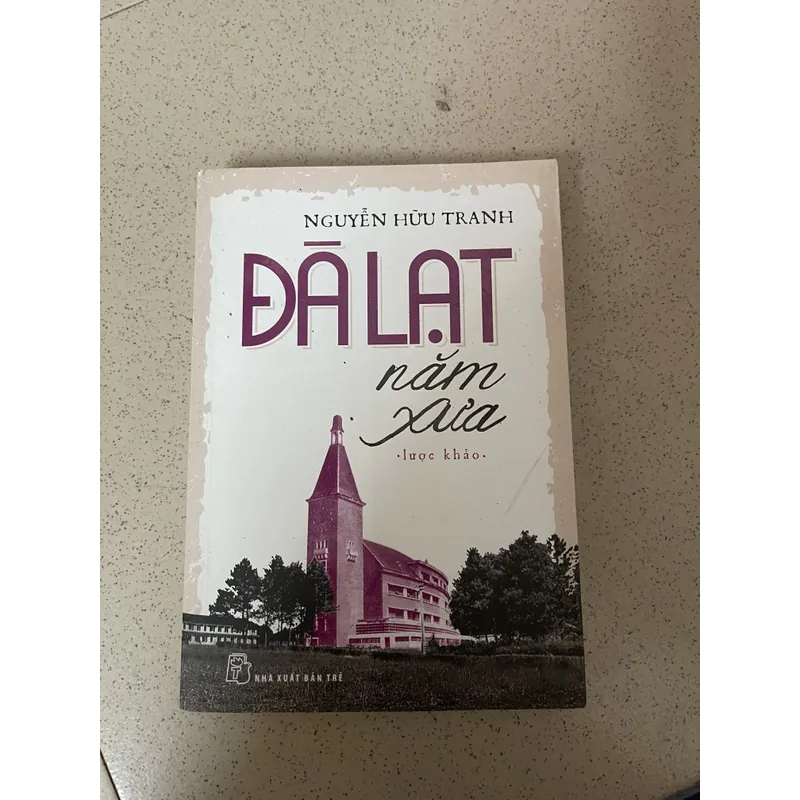 NGUYỄN HỮU TRANH
ĐÀ LẠT
năm
xưa
•lược khảo•
NHÀ XUẤT BẢN TRẺ